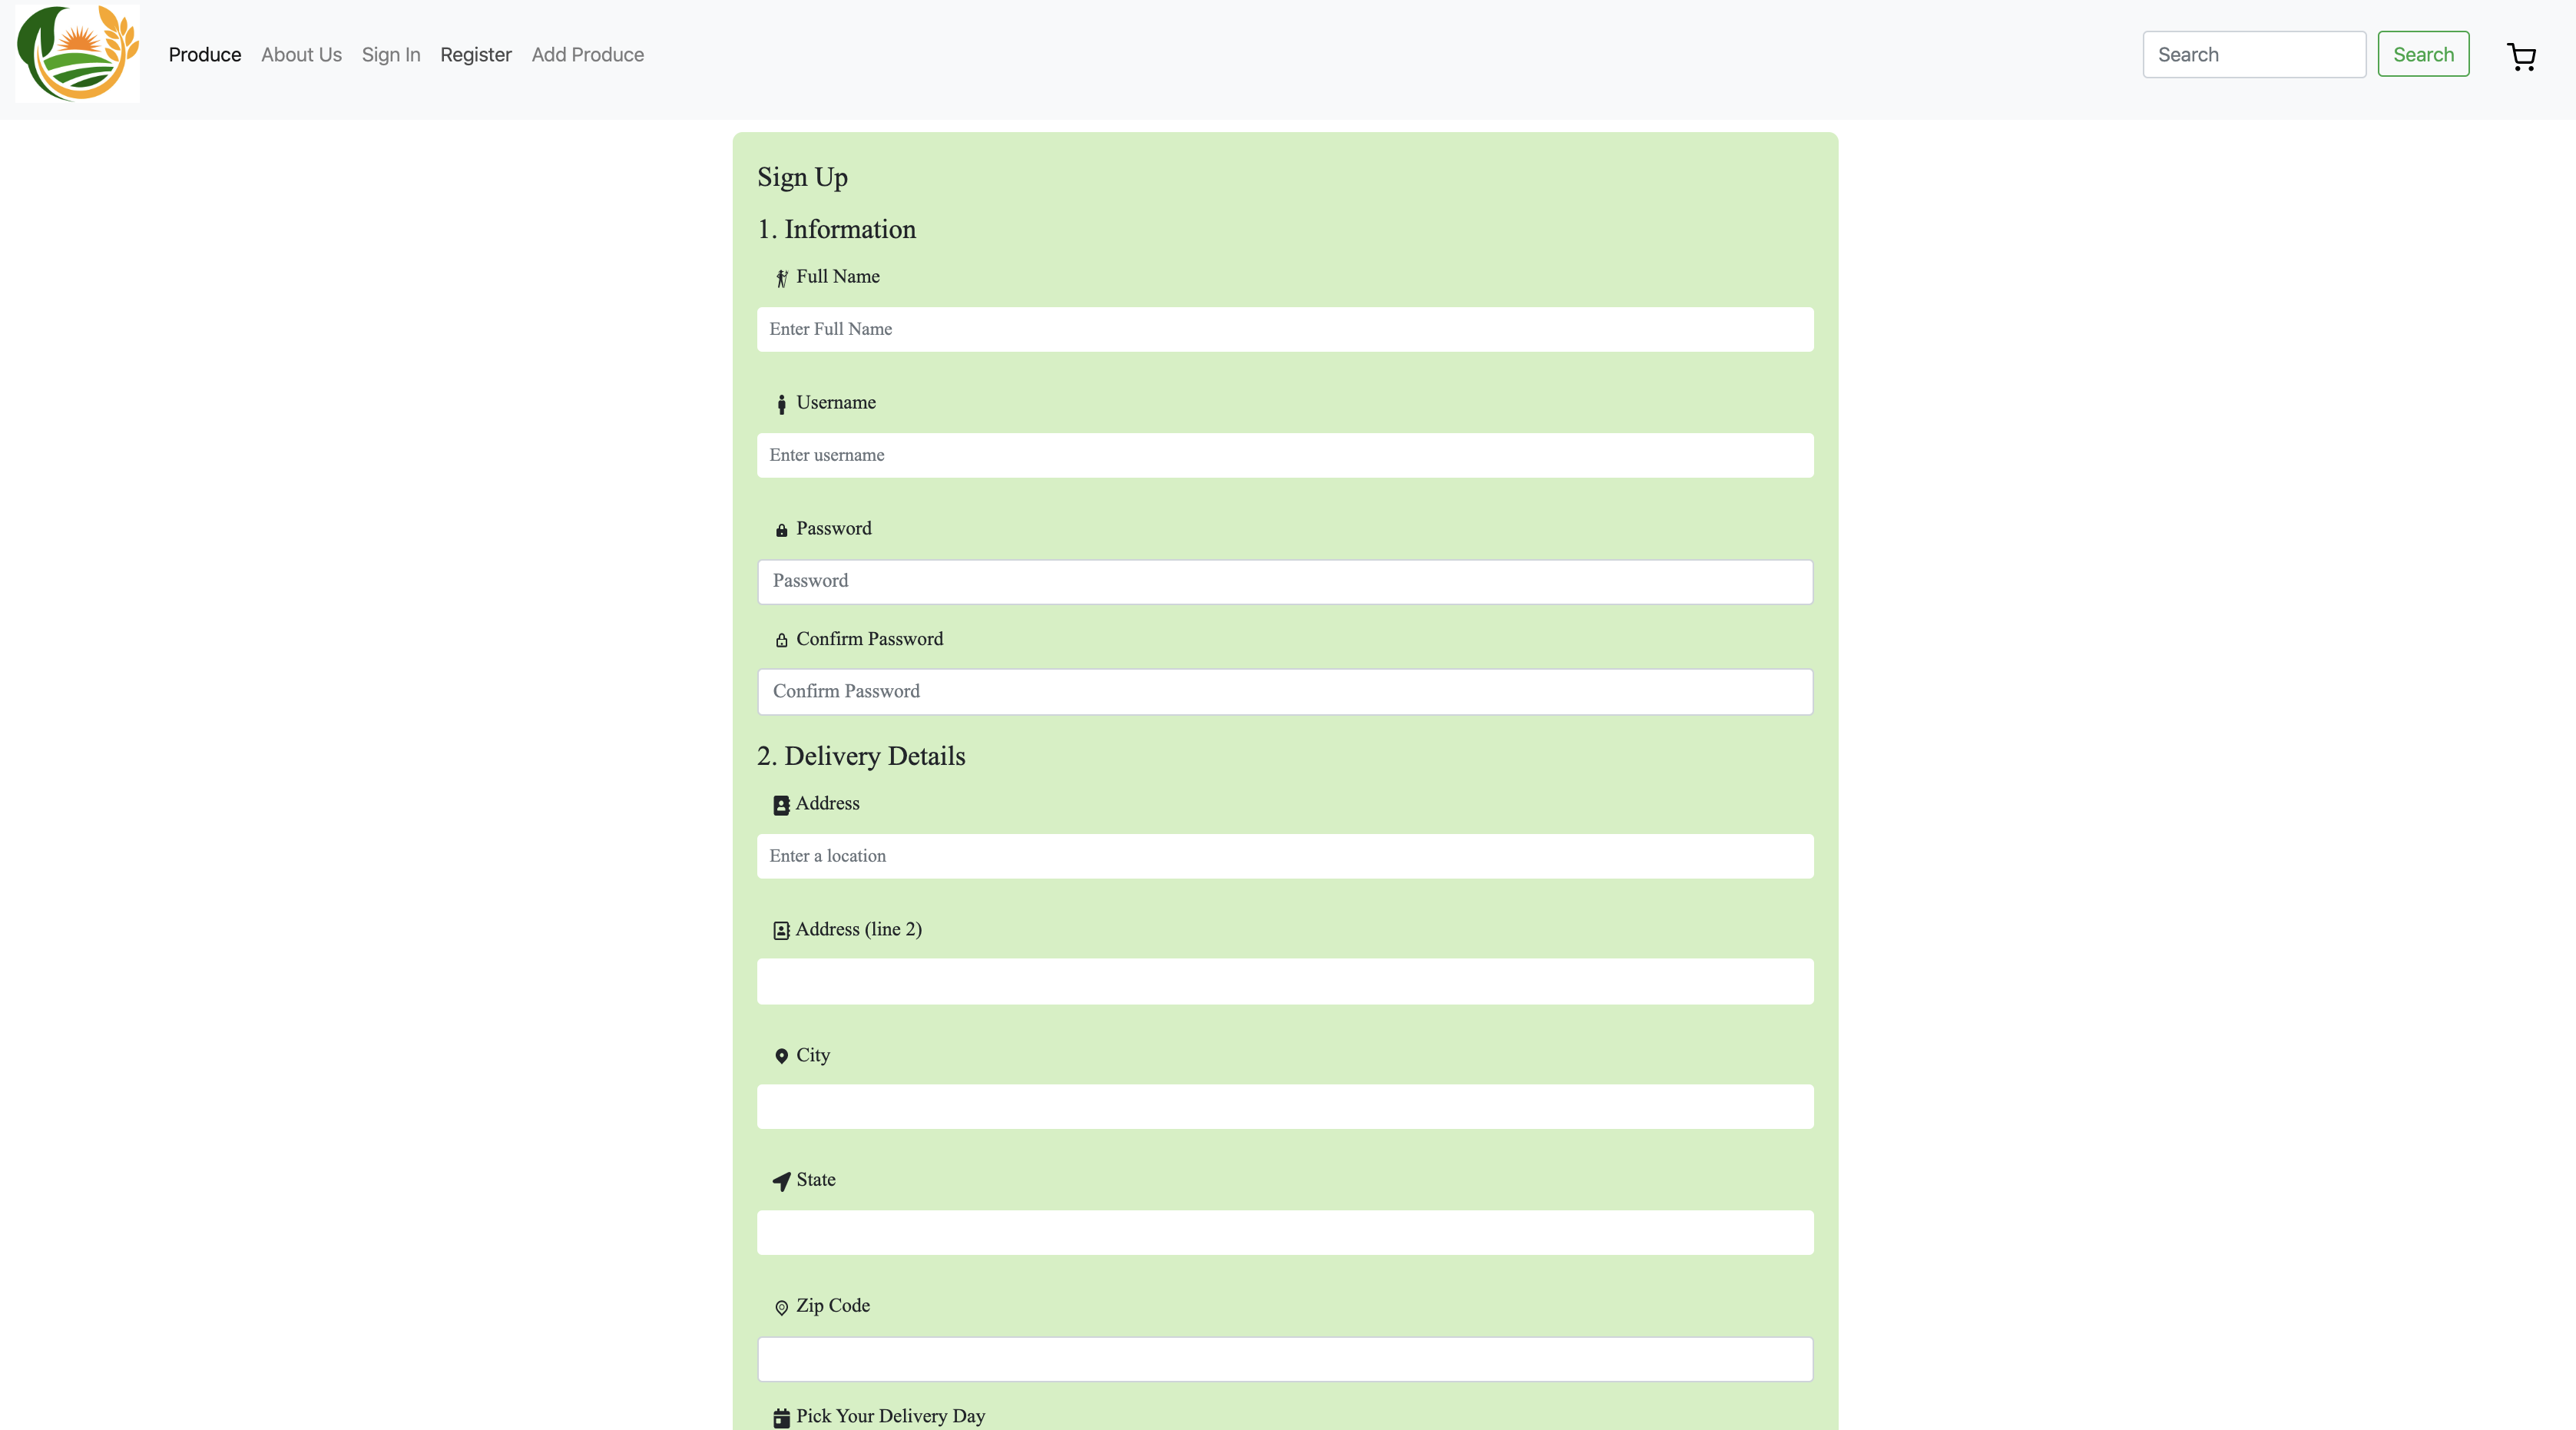 Produce About Us Sign In Register Add Produce Search Search
Sign Up
1. Information
Full Name
Enter Full Name
Username
Enter username
Password
Password
Confirm Password
Confirm Password
2. Delivery Details
Address
Enter a location
Address (line 2)
City
State
Zip Code
Pick Your Delivery Day